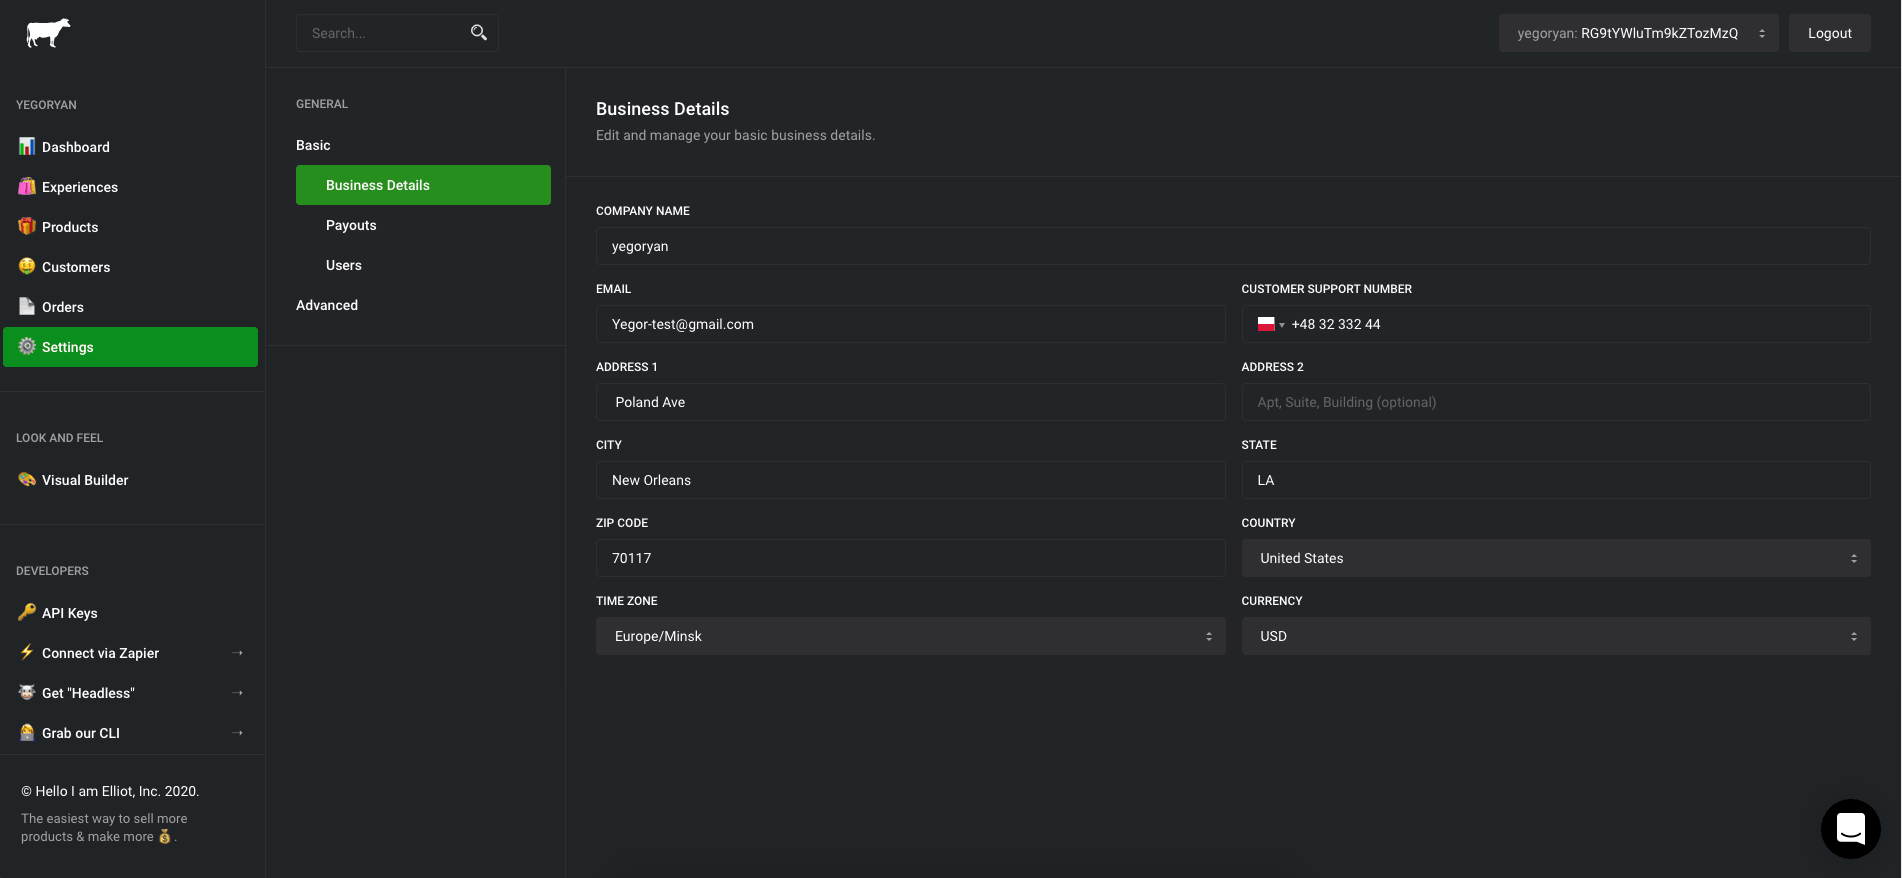 Search...
yegoryan: RG9tYWluTm9kZTozMzQ
Logout
YEGORYAN
Dashboard
Experiences
Products
Customers
Orders
Settings
LOOK AND FEEL
Visual Builder
DEVELOPERS
API Keys
Connect via Zapier →
Get "Headless" →
Grab our CLI →
© Hello I am Elliot, Inc. 2020.
The easiest way to sell more
products & make more 💰.
GENERAL
Basic
Business Details
Payouts
Users
Advanced
Business Details
Edit and manage your basic business details.
COMPANY NAME
yegoryan
EMAIL
Yegor-test@gmail.com
CUSTOMER SUPPORT NUMBER
+48 32 332 44
ADDRESS 1
Poland Ave
ADDRESS 2
Apt, Suite, Building (optional)
CITY
New Orleans
STATE
LA
ZIP CODE
70117
COUNTRY
United States
TIME ZONE
Europe/Minsk
CURRENCY
USD